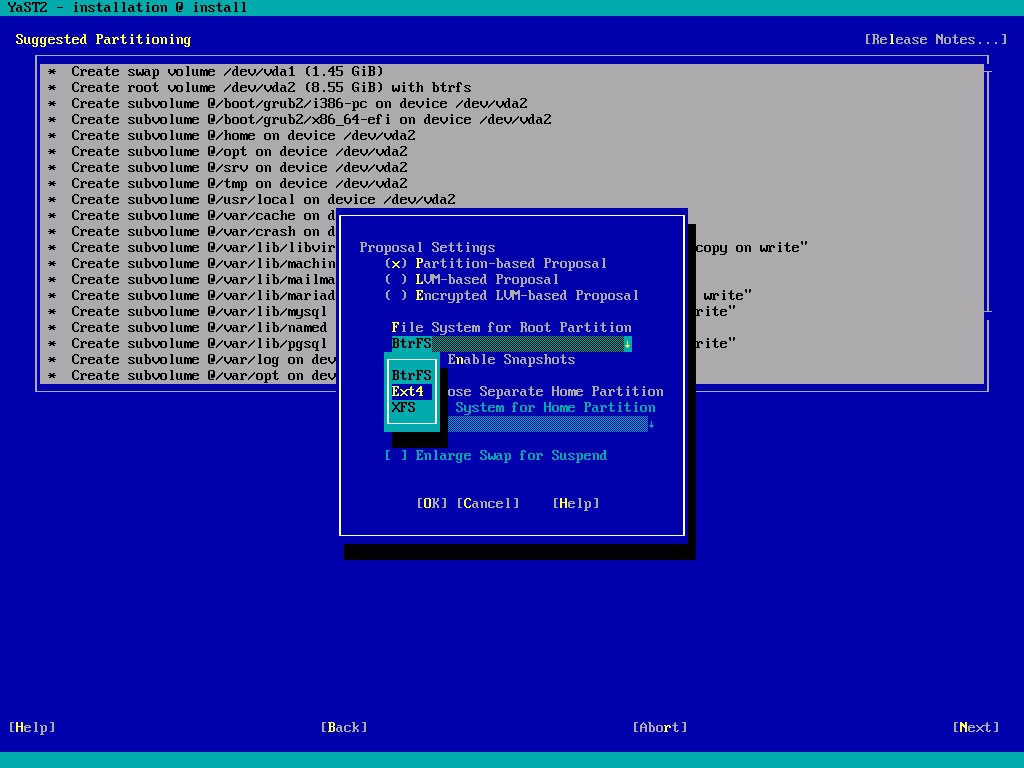 YaST2 - installation @ install
Suggested Partitioning [Release Notes...]
* Create swap volume /dev/vda1 (1.45 GiB)
* Create root volume /dev/vda2 (8.55 GiB) with btrfs
* Create subvolume @/boot/grub2/i386-pc on device /dev/vda2
* Create subvolume @/boot/grub2/x86_64-efi on device /dev/vda2
* Create subvolume @/home on device /dev/vda2
* Create subvolume @/opt on device /dev/vda2
* Create subvolume @/srv on device /dev/vda2
* Create subvolume @/tmp on device /dev/vda2
* Create subvolume @/usr/local on device /dev/vda2
* Create subvolume @/var/cache on d
* Create subvolume @/var/crash on d
* Create subvolume @/var/lib/libvir copy on write"
* Create subvolume @/var/lib/machin
* Create subvolume @/var/lib/mailma
* Create subvolume @/var/lib/mariad write"
* Create subvolume @/var/lib/mysql rite"
* Create subvolume @/var/lib/named
* Create subvolume @/var/lib/pgsql rite"
* Create subvolume @/var/log on dev
* Create subvolume @/var/opt on dev
Proposal Settings
(x) Partition-based Proposal
( ) LVM-based Proposal
( ) Encrypted LVM-based Proposal
File System for Root Partition
BtrFS ↓
Enable Snapshots
BtrFS
Ext4 ose Separate Home Partition
XFS System for Home Partition
↓
[ ] Enlarge Swap for Suspend
[OK] [Cancel] [Help]
[Help] [Back] [Abort] [Next]